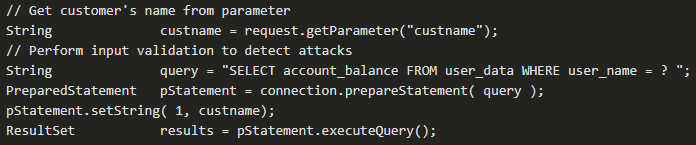 // Get customer's name from parameter
String custname = request.getParameter("custname");
// Perform input validation to detect attacks
String query = "SELECT account_balance FROM user_data WHERE user_name = ? ";
PreparedStatement pStatement = connection.prepareStatement( query );
pStatement.setString( 1, custname);
ResultSet results = pStatement.executeQuery();